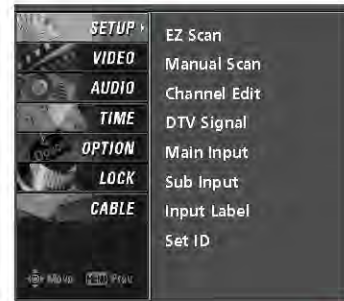 SETUP
VIDEO
AUDIO
TIME
OPTION
LOCK
CABLE
Move MENU Prev
EZ Scan
Manual Scan
Channel Edit
DTV Signal
Main Input
Sub Input
Input Label
Set ID